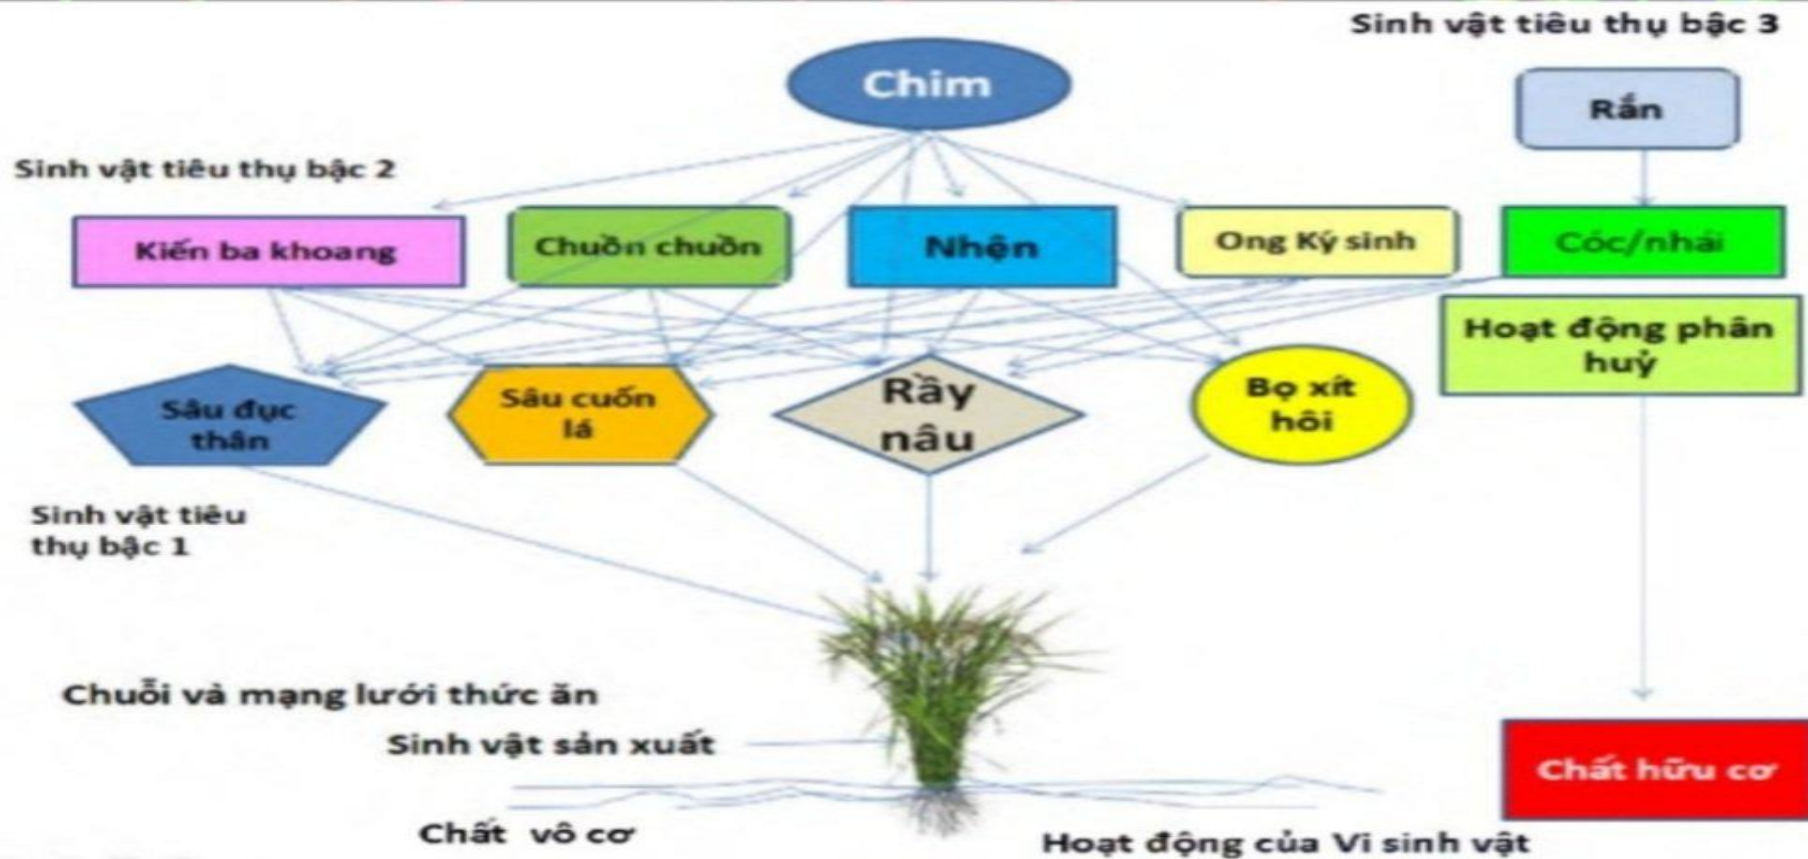 Sinh vật tiêu thụ bậc 3
Chim
Rắn
Sinh vật tiêu thụ bậc 2
Kiến ba khoang
Chuồn chuồn
Nhện
Ong Ký sinh
Cóc/nhái
Hoạt động phân
huỷ
Sâu đục
thân
Sâu cuốn
lá
Rầy
nâu
Bọ xít
hôi
Sinh vật tiêu
thụ bậc 1
Chuỗi và mạng lưới thức ăn
Sinh vật sản xuất
Chất hữu cơ
Chất vô cơ
Hoạt động của Vi sinh vật